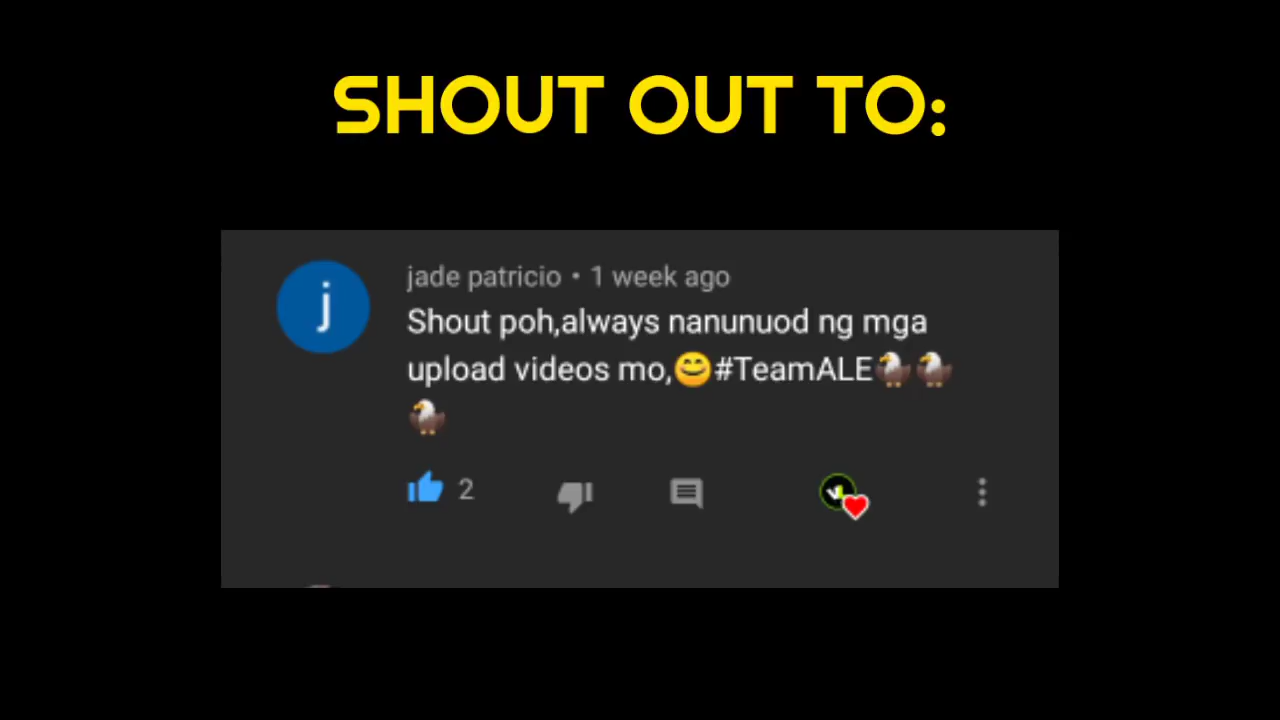 SHOUT OUT TO:
j
jade patricio • 1 week ago
Shout poh,always nanunuod ng mga
upload videos mo,😊#TeamALE🦅🦅
🦅
2